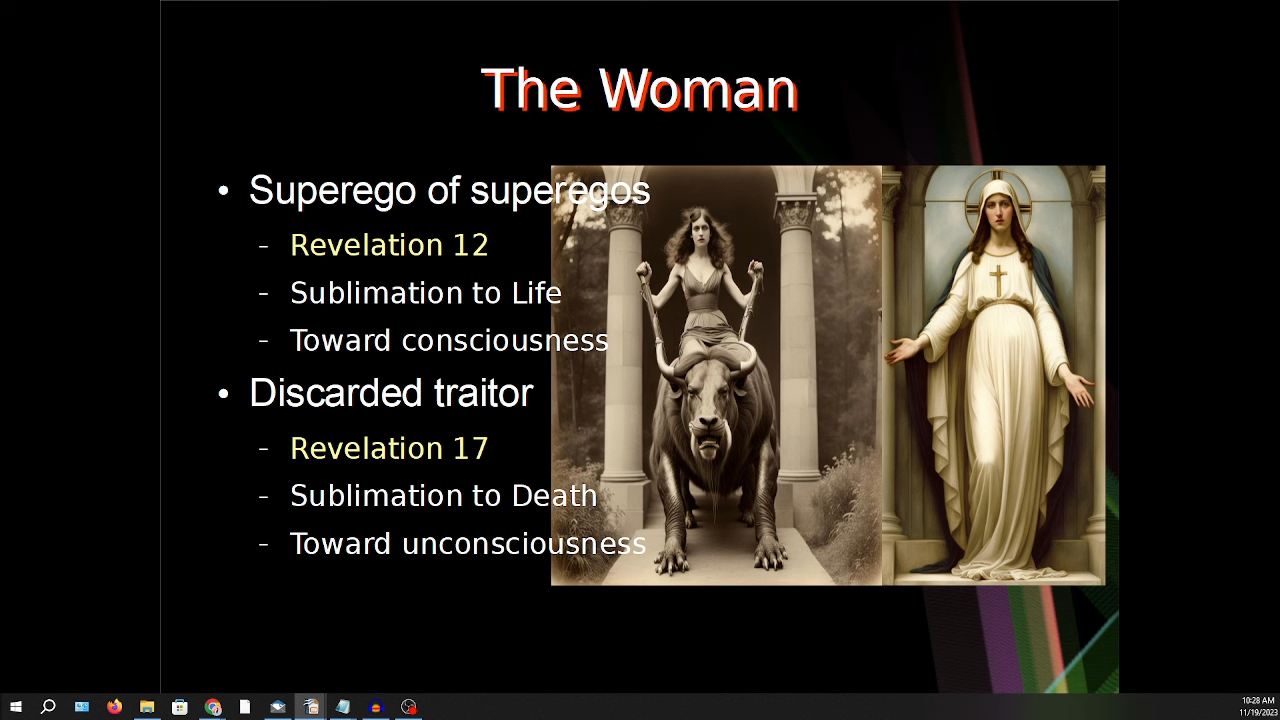 The Woman
• Superego of superegos
– Revelation 12
– Sublimation to Life
– Toward consciousness
• Discarded traitor
– Revelation 17
– Sublimation to Death
– Toward unconsciousness
10:28 AM
11/19/2023